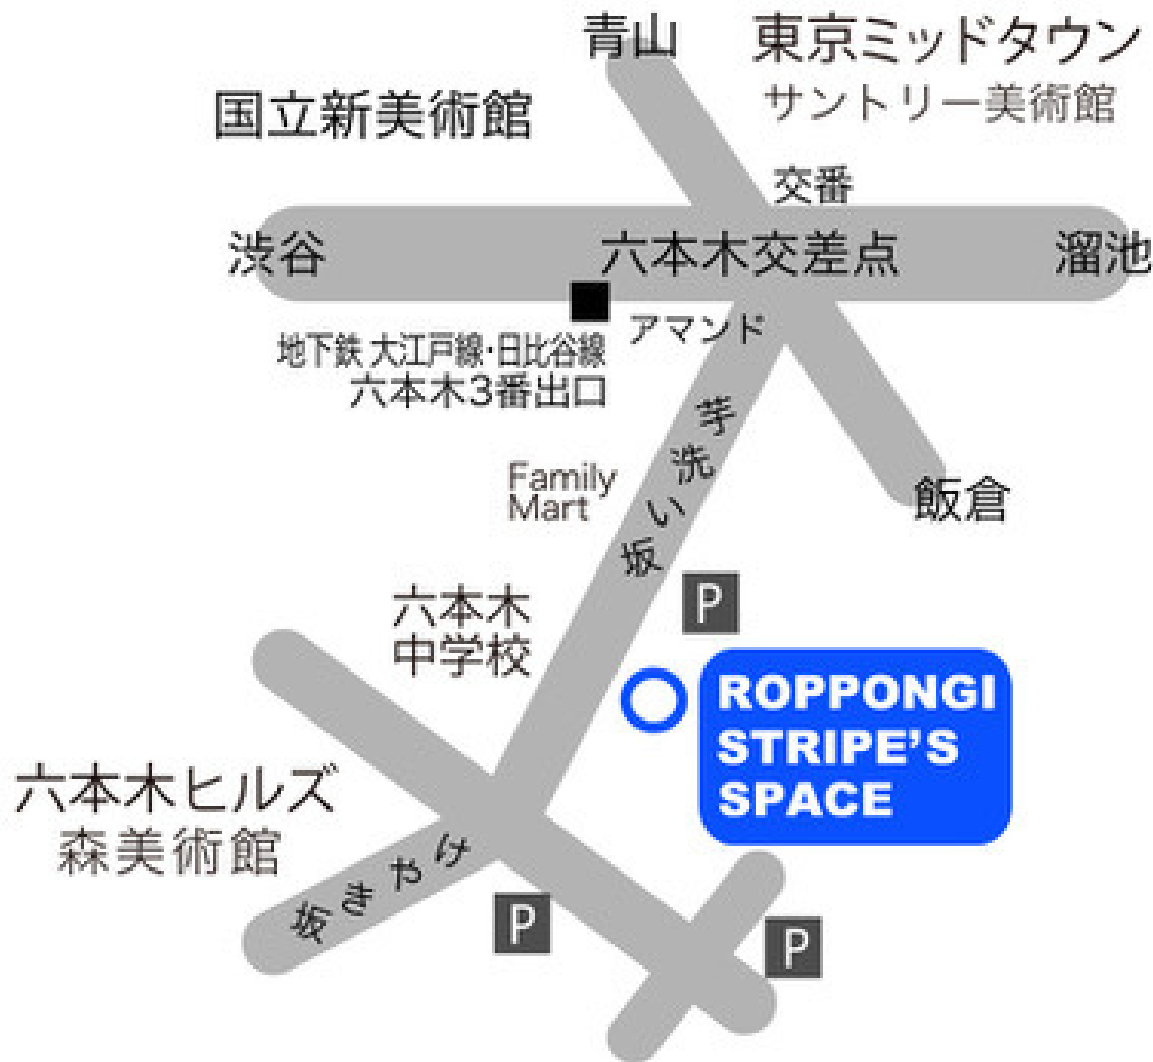 青山
東京ミッドタウン
サントリー美術館
国立新美術館
交番
渋谷
六本木交差点
溜池
アマンド
地下鉄 大江戸線・日比谷線
六本木3番出口
芋洗い坂
Family
Mart
飯倉
P
六本木
中学校
ROPPONGI
STRIPE'S
SPACE
六本木ヒルズ
森美術館
けやき坂
P
P